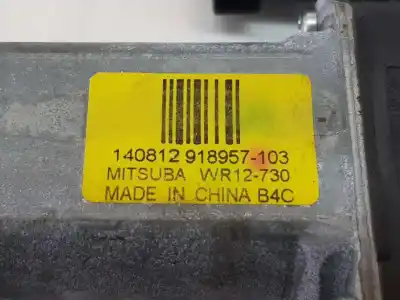 140812 918957-103
MITSUBA WR12-730
MADE IN CHINA B4C